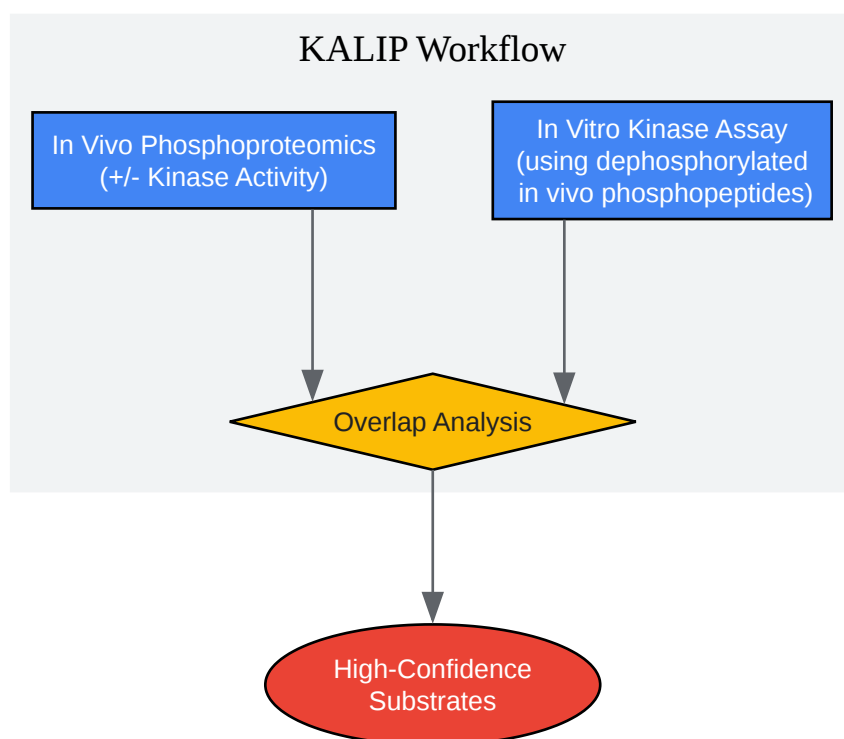 KALIP Workflow
In Vivo Phosphoproteomics
(+/- Kinase Activity)
In Vitro Kinase Assay
(using dephosphorylated
in vivo phosphopeptides)
Overlap Analysis
High-Confidence
Substrates